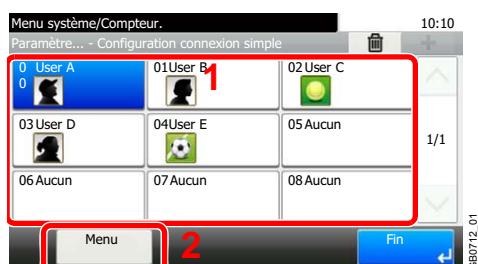 Menu système/Compteur.
10:10
Paramètre... - Configuration connexion simple
0 User A
0
01User B
1
02 User C
03 User D
04User E
05 Aucun
1/1
06 Aucun
07 Aucun
08 Aucun
Menu
2
Fin
GB0712_01